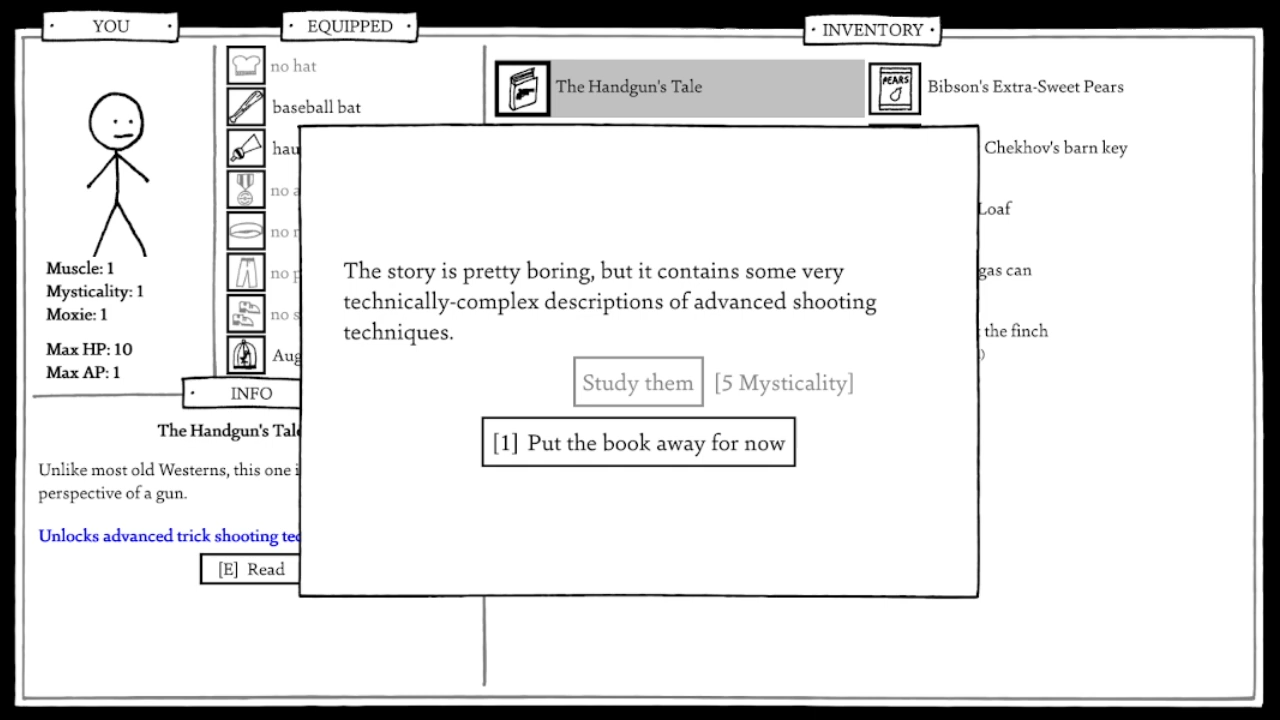 YOU
EQUIPPED
INVENTORY
no hat
baseball bat
Muscle: 1
Mysticality: 1
Moxie: 1
Max HP: 10
Max AP: 1
The Handgun's Tale
Bibson's Extra-Sweet Pears
PEARS
Chekhov's barn key
Loaf
gas can
the finch
The story is pretty boring, but it contains some very
technically-complex descriptions of advanced shooting
techniques.
Study them [5 Mysticality]
[1] Put the book away for now
INFO
The Handgun's Tale
Unlike most old Westerns, this one i
perspective of a gun.
Unlocks advanced trick shooting tec
[E] Read